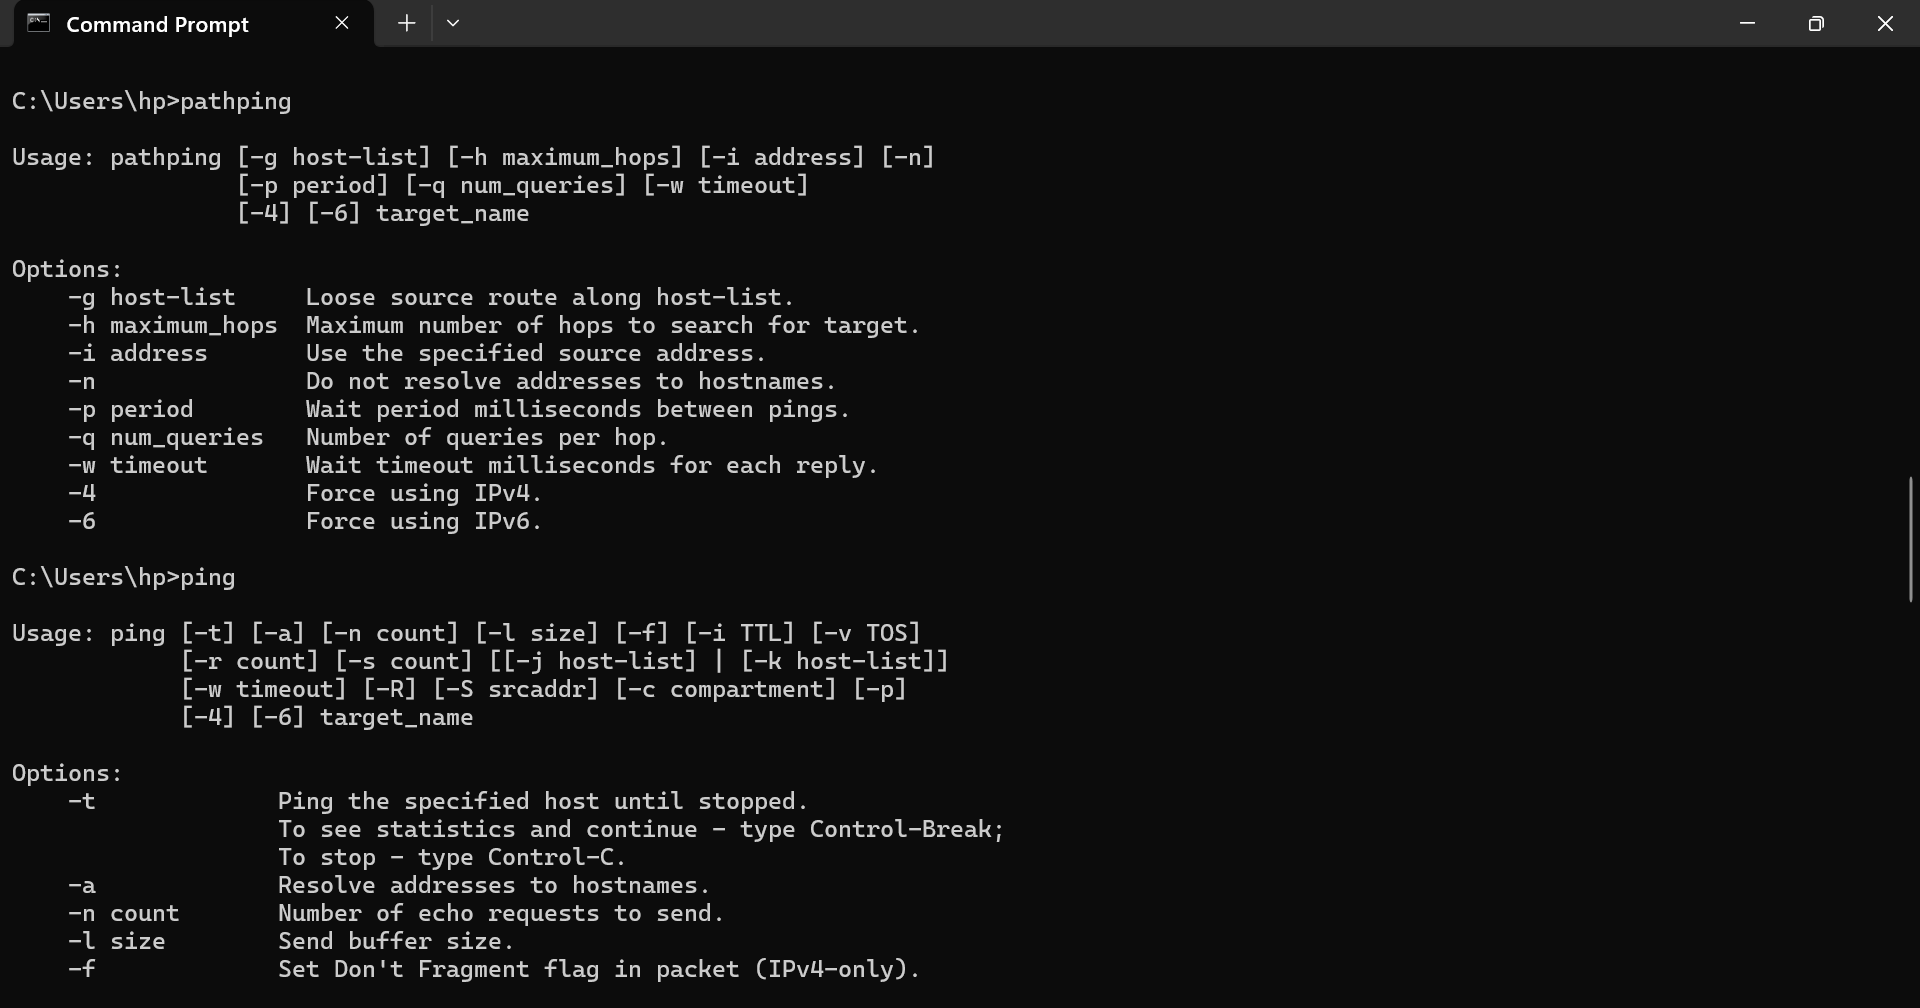 Command Prompt
C:\Users\hp>pathping
Usage: pathping [-g host-list] [-h maximum_hops] [-i address] [-n]
                [-p period] [-q num_queries] [-w timeout]
                [-4] [-6] target_name
Options:
    -g host-list     Loose source route along host-list.
    -h maximum_hops  Maximum number of hops to search for target.
    -i address       Use the specified source address.
    -n               Do not resolve addresses to hostnames.
    -p period        Wait period milliseconds between pings.
    -q num_queries   Number of queries per hop.
    -w timeout       Wait timeout milliseconds for each reply.
    -4               Force using IPv4.
    -6               Force using IPv6.
C:\Users\hp>ping
Usage: ping [-t] [-a] [-n count] [-l size] [-f] [-i TTL] [-v TOS]
            [-r count] [-s count] [[-j host-list] | [-k host-list]]
            [-w timeout] [-R] [-S srcaddr] [-c compartment] [-p]
            [-4] [-6] target_name
Options:
    -t             Ping the specified host until stopped.
                   To see statistics and continue - type Control-Break;
                   To stop - type Control-C.
    -a             Resolve addresses to hostnames.
    -n count       Number of echo requests to send.
    -l size        Send buffer size.
    -f             Set Don't Fragment flag in packet (IPv4-only).